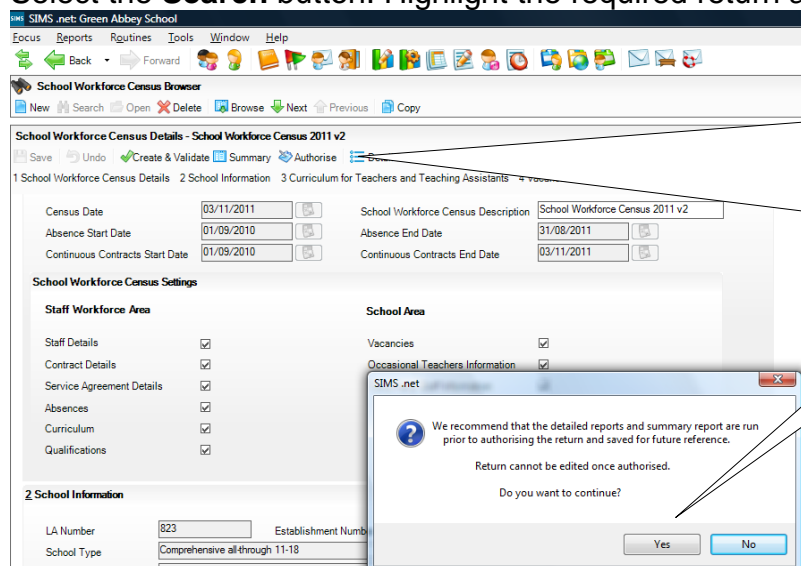 Select the Search button. Highlight the required return
SIMS .net: Green Abbey School
Focus Reports Routines Tools Window Help
Back Forward
School Workforce Census Browser
New Search Open Delete Browse Next Previous Copy
School Workforce Census Details - School Workforce Census 2011 v2
Save Undo Create & Validate Summary Authorise
1 School Workforce Census Details 2 School Information 3 Curriculum for Teachers and Teaching Assistants 4
Census Date 03/11/2011 School Workforce Census Description School Workforce Census 2011 v2
Absence Start Date 01/09/2010 Absence End Date 31/08/2011
Continuous Contracts Start Date 01/09/2010 Continuous Contracts End Date 03/11/2011
School Workforce Census Settings
Staff Workforce Area School Area
Staff Details Vacancies
Contract Details Occasional Teachers Information
Service Agreement Details
Absences
Curriculum
Qualifications
SIMS .net
We recommend that the detailed reports and summary report are run
prior to authorising the return and saved for future reference.
Return cannot be edited once authorised.
Do you want to continue?
Yes No
2 School Information
LA Number 823 Establishment Numb
School Type Comprehensive all-through 11-18